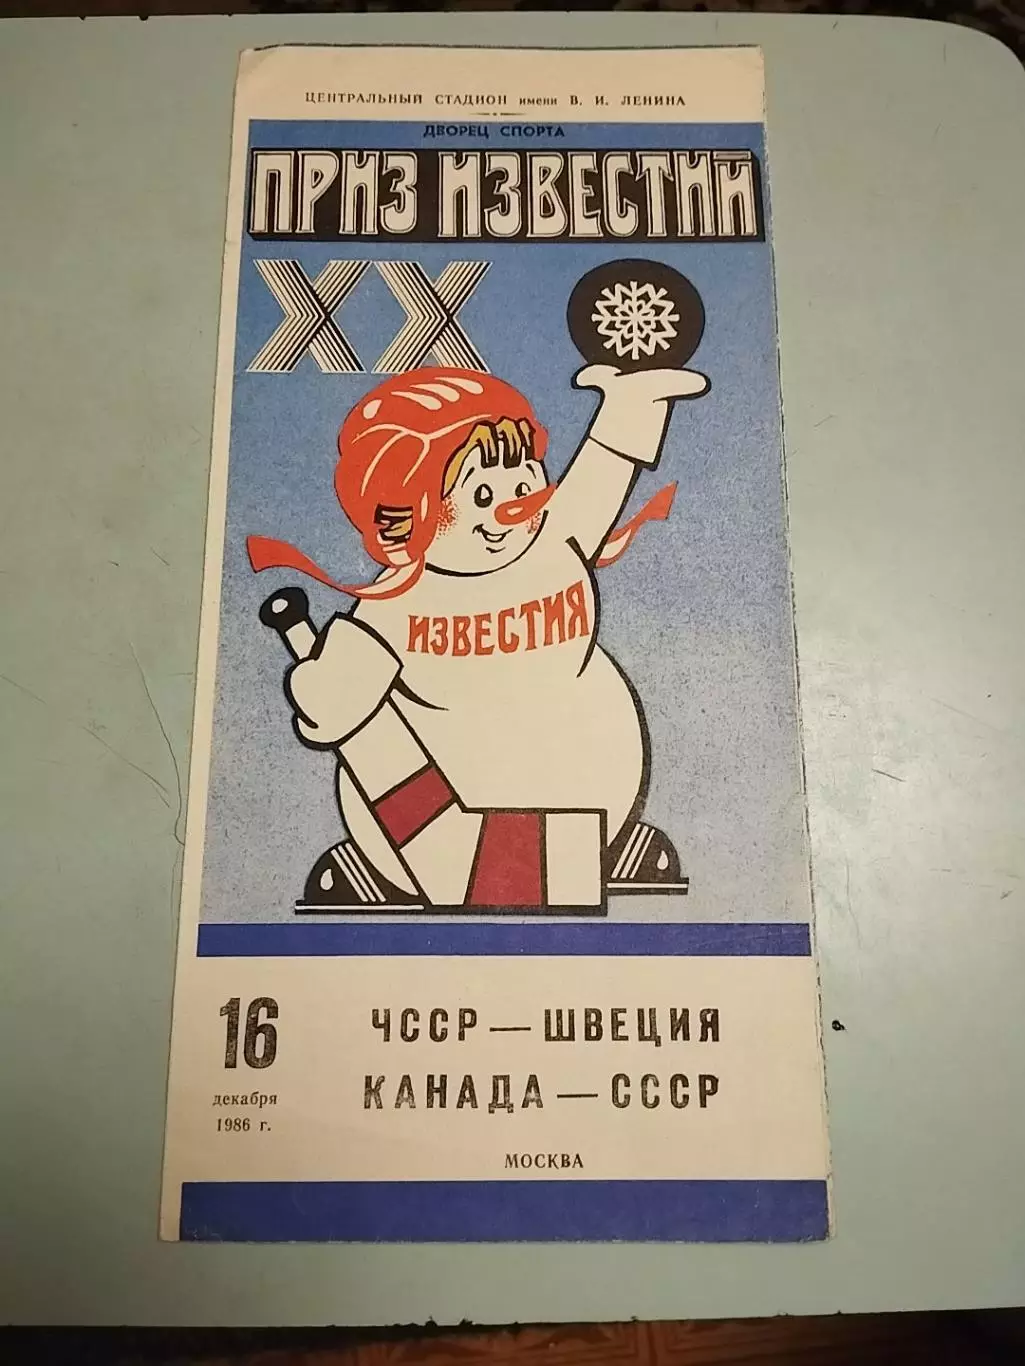 ЦЕНТРАЛЬНЫЙ СТАДИОН имени В. И. ЛЕНИНА
ДВОРЕЦ СПОРТА
ПРИЗ ИЗВЕСТИЙ
XX
ИЗВЕСТИЯ
16
декабря
1986 г.
ЧССР — ШВЕЦИЯ
КАНАДА — СССР
МОСКВА